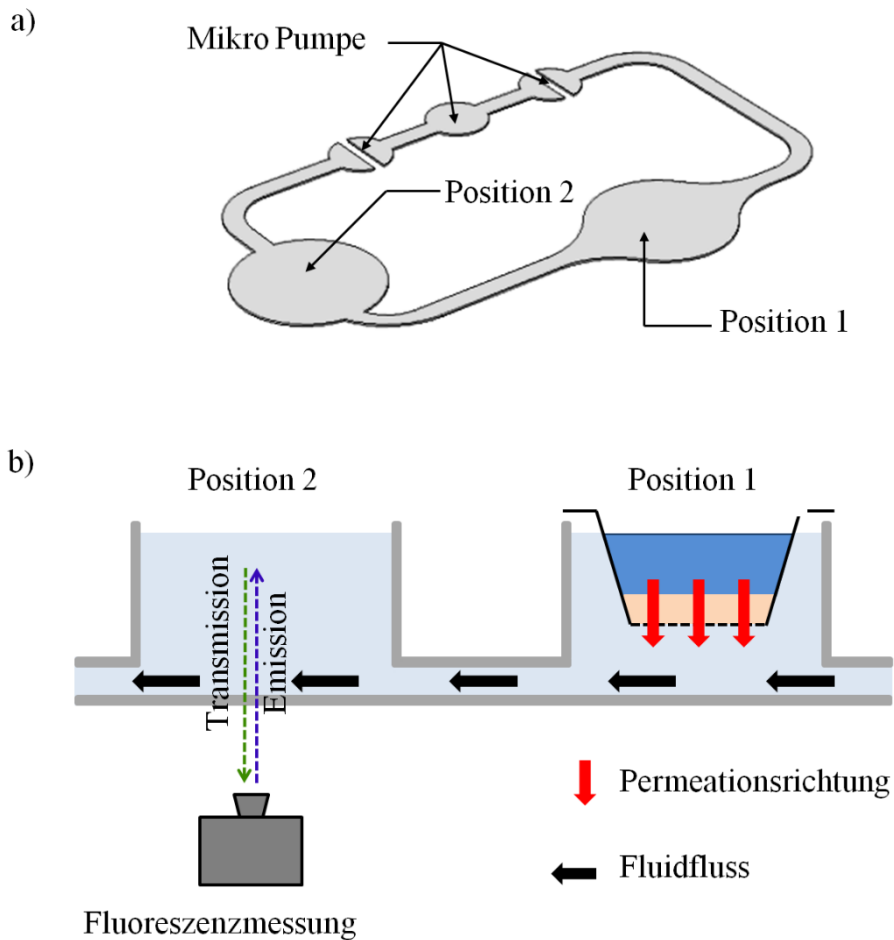 a)
Mikro Pumpe
Position 2
Position 1
b)
Position 2
Position 1
Transmission
Emission
Permeationsrichtung
Fluidfluss
Fluoreszenzmessung